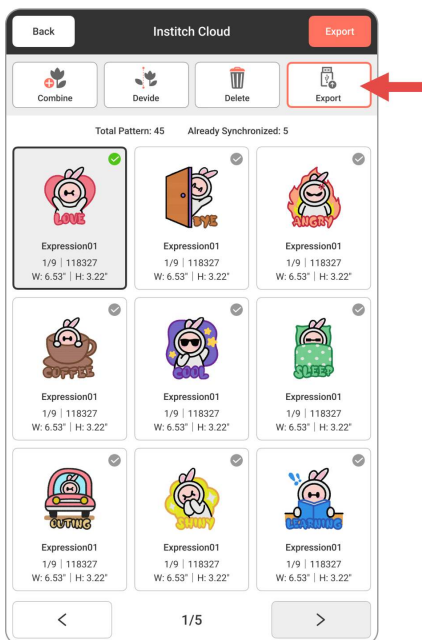 Back Institch Cloud Export
Combine Devide Delete Export
Total Pattern: 45 Already Synchronized: 5
LOVE BYE ANGRY
Expression01 Expression01 Expression01
1/9 | 118327 1/9 | 118327 1/9 | 118327
W: 6.53" | H: 3.22" W: 6.53" | H: 3.22" W: 6.53" | H: 3.22"
COFFEE COOL SLEEP
Expression01 Expression01 Expression01
1/9 | 118327 1/9 | 118327 1/9 | 118327
W: 6.53" | H: 3.22" W: 6.53" | H: 3.22" W: 6.53" | H: 3.22"
OUTING SHINY LEARNING
Expression01 Expression01 Expression01
1/9 | 118327 1/9 | 118327 1/9 | 118327
W: 6.53" | H: 3.22" W: 6.53" | H: 3.22" W: 6.53" | H: 3.22"
< 1/5 >